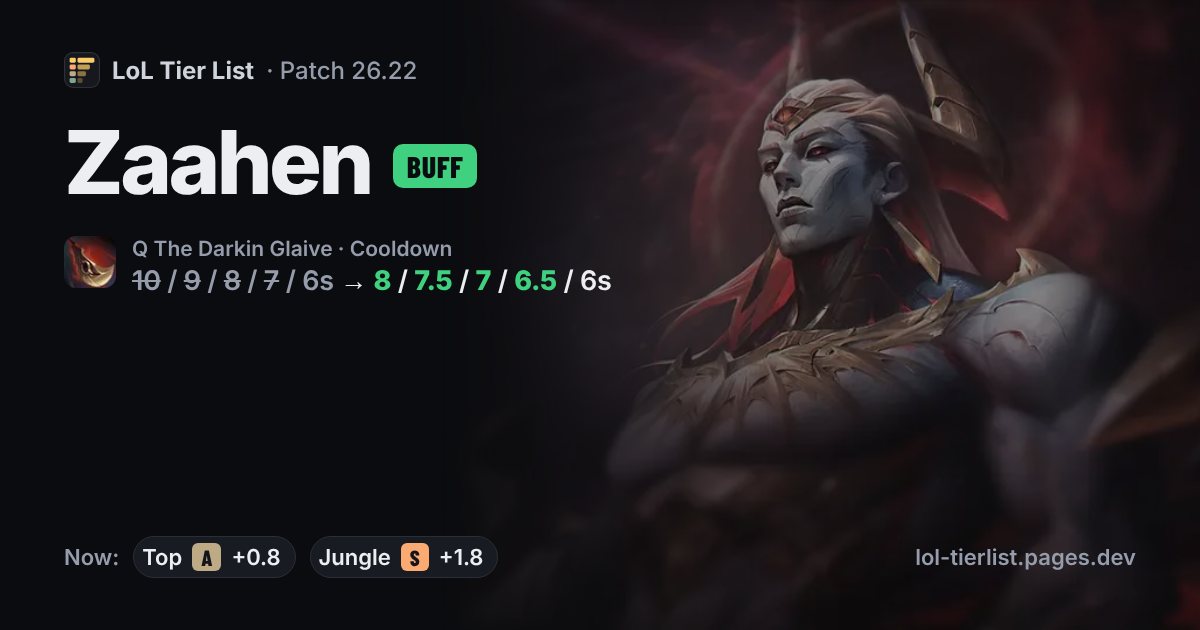 LoL Tier List · Patch 26.22
Zaahen BUFF
Q The Darkin Glaive · Cooldown
10 / 9 / 8 / 7 / 6s → 8 / 7.5 / 7 / 6.5 / 6s
Now: Top A +0.8 Jungle S +1.8
lol-tierlist.pages.dev